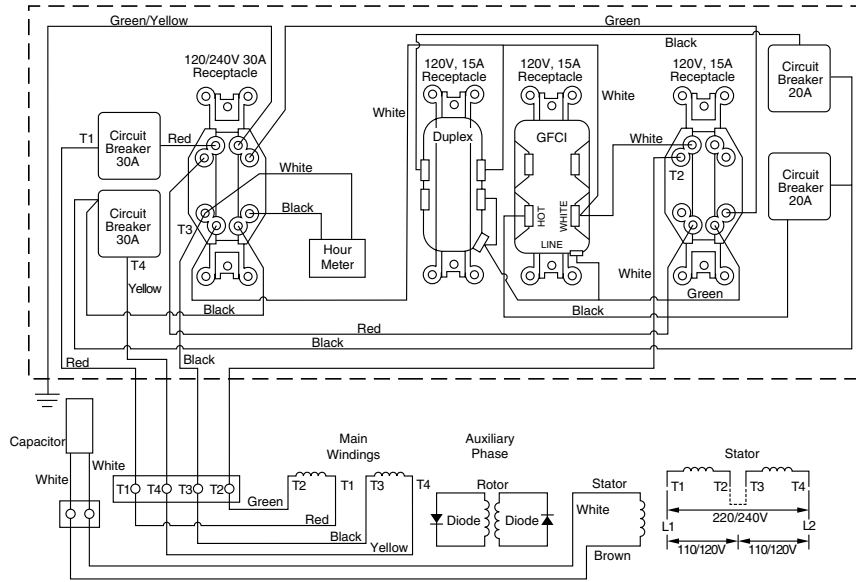 Green/Yellow
Green
Black
120/240V 30A
Receptacle
120V, 15A
Receptacle
120V, 15A
Receptacle
120V, 15A
Receptacle
Circuit
Breaker
20A
White
White
T1
Circuit
Breaker
30A
Red
Duplex
GFCI
White
T2
White
Circuit
Breaker
20A
Circuit
Breaker
30A
T3
Black
HOT
WHITE
LINE
Hour
Meter
T4
Yellow
White
Green
Black
Black
Red
Black
Red
Black
Capacitor
White
White
Main
Windings
Auxiliary
Phase
Stator
T1
T4
T3
T2
T2
T1
T3
T4
Rotor
Stator
T1
T2
T3
T4
Green
Red
Diode
Diode
White
220/240V
L1
L2
Black
Yellow
Brown
110/120V
110/120V